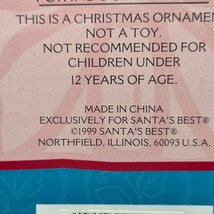 THIS IS A CHRISTMAS ORNAMEN
NOT A TOY.
NOT RECOMMENDED FOR
CHILDREN UNDER
12 YEARS OF AGE.
MADE IN CHINA
EXCLUSIVELY FOR SANTA'S BEST®
©1999 SANTA'S BEST®
NORTHFIELD, ILLINOIS, 60093 U.S.A.